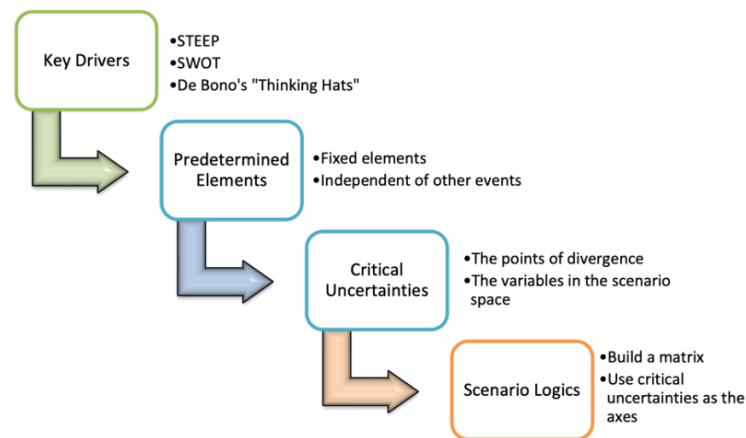 Key Drivers
•STEEP
•SWOT
•De Bono's "Thinking Hats"
Predetermined
Elements
•Fixed elements
•Independent of other events
Critical
Uncertainties
•The points of divergence
•The variables in the scenario
space
Scenario Logics
•Build a matrix
•Use critical
uncertainties as the
axes